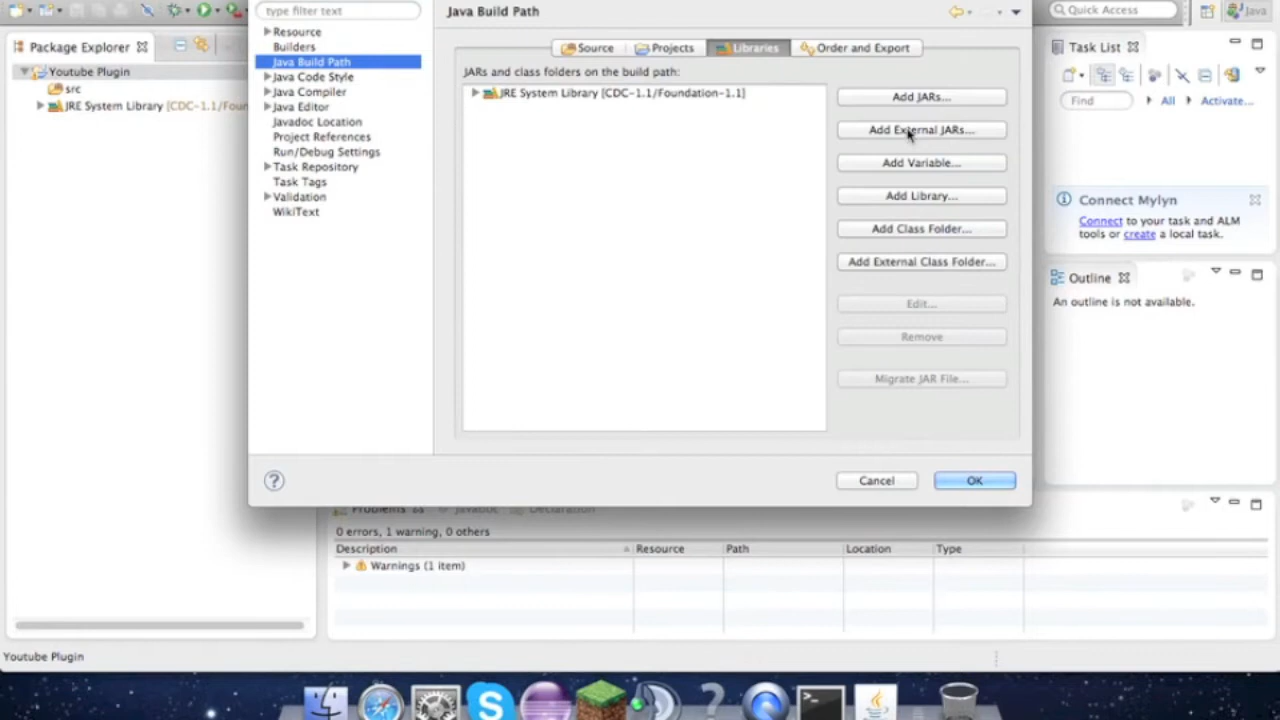 type filter text
Java Build Path
Quick Access
Java
Package Explorer
Youtube Plugin
src
JRE System Library [CDC-1.1/Foun
Resource
Builders
Java Build Path
Java Code Style
Java Compiler
Java Editor
Javadoc Location
Project References
Run/Debug Settings
Task Repository
Task Tags
Validation
WikiText
Source
Projects
Libraries
Order and Export
JARs and class folders on the build path:
JRE System Library [CDC-1.1/Foundation-1.1]
Add JARs...
Add External JARs...
Add Variable...
Add Library...
Add Class Folder...
Add External Class Folder...
Edit...
Remove
Migrate JAR File...
?
Cancel
OK
Task List
Find
All
Activate...
Connect Mylyn
Connect to your task and ALM
tools or create a local task.
Outline
An outline is not available.
Problems
Javadoc
Declaration
0 errors, 1 warning, 0 others
Description
Resource
Path
Location
Type
Warnings (1 item)
Youtube Plugin